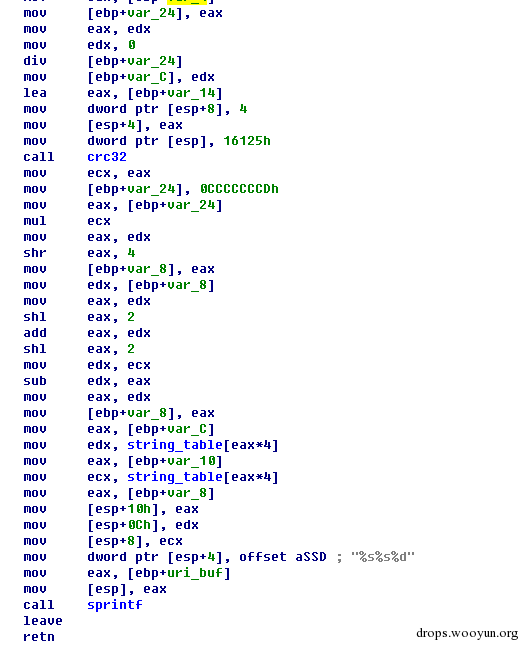 mov [ebp+var_24], eax
mov eax, edx
mov edx, 0
div [ebp+var_24]
mov [ebp+var_C], edx
lea eax, [ebp+var_14]
mov dword ptr [esp+8], 4
mov [esp+4], eax
mov dword ptr [esp], 16125h
call crc32
mov ecx, eax
mov [ebp+var_24], 0CCCCCCCDh
mov eax, [ebp+var_24]
mul ecx
mov eax, edx
shr eax, 4
mov [ebp+var_8], eax
mov edx, [ebp+var_8]
mov eax, edx
shl eax, 2
add eax, edx
shl eax, 2
mov edx, ecx
sub edx, eax
mov eax, edx
mov [ebp+var_8], eax
mov eax, [ebp+var_C]
mov edx, string_table[eax*4]
mov eax, [ebp+var_10]
mov ecx, string_table[eax*4]
mov eax, [ebp+var_8]
mov [esp+10h], eax
mov [esp+0Ch], edx
mov [esp+8], ecx
mov dword ptr [esp+4], offset aSSD ; "%s%s%d"
mov eax, [ebp+uri_buf]
mov [esp], eax
call sprintf
leave
retn
drops.wooyun.org